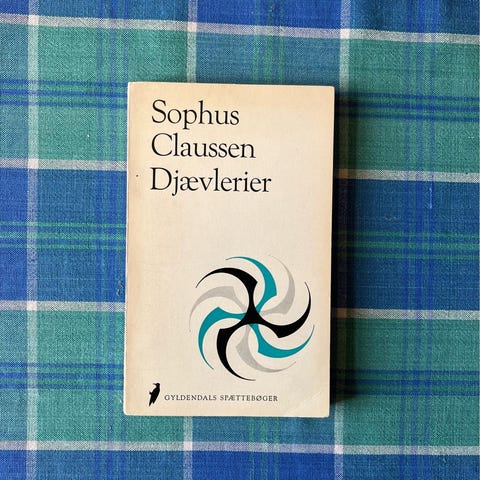 Sophus
Claussen
Djævlerier
GYLDENDALS SPÆTTEBØGER